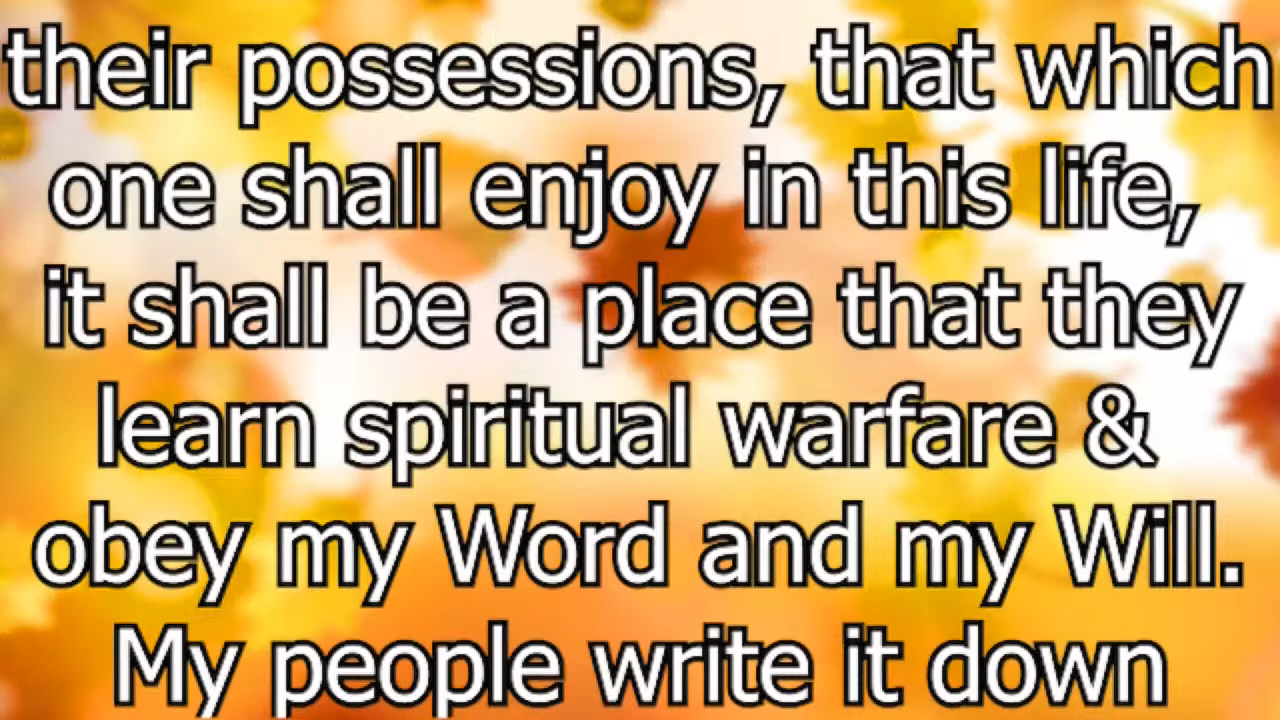 their possessions, that which
one shall enjoy in this life,
it shall be a place that they
learn spiritual warfare &
obey my Word and my Will.
My people write it down